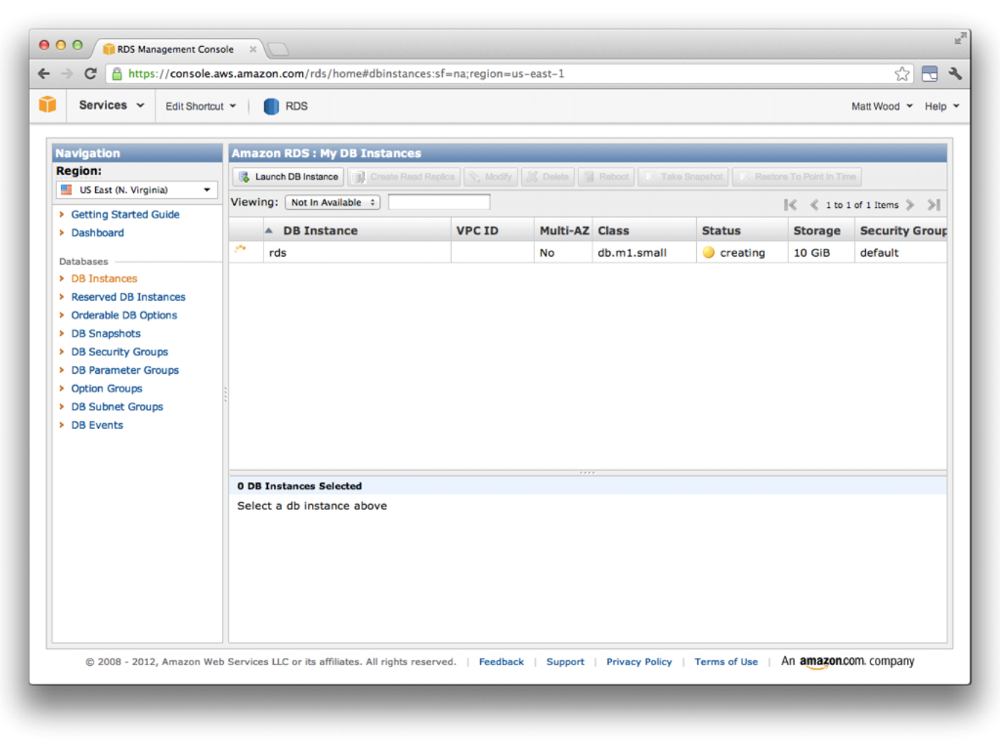 RDS Management Console
https://console.aws.amazon.com/rds/home#dbinstances:sf=na;region=us-east-1
Services Edit Shortcut RDS Matt Wood Help
Navigation
Region:
US East (N. Virginia)
Getting Started Guide
Dashboard
Databases
DB Instances
Reserved DB Instances
Orderable DB Options
DB Snapshots
DB Security Groups
DB Parameter Groups
Option Groups
DB Subnet Groups
DB Events
Amazon RDS : My DB Instances
Launch DB Instance Create Read Replica Modify Delete Reboot Take Snapshot Restore To Point In Time
Viewing: Not In Available 1 to 1 of 1 Items
DB Instance VPC ID Multi-AZ Class Status Storage Security Group
rds No db.m1.small creating 10 GiB default
0 DB Instances Selected
Select a db instance above
© 2008 - 2012, Amazon Web Services LLC or its affiliates. All rights reserved. | Feedback | Support | Privacy Policy | Terms of Use | An amazon.com. company